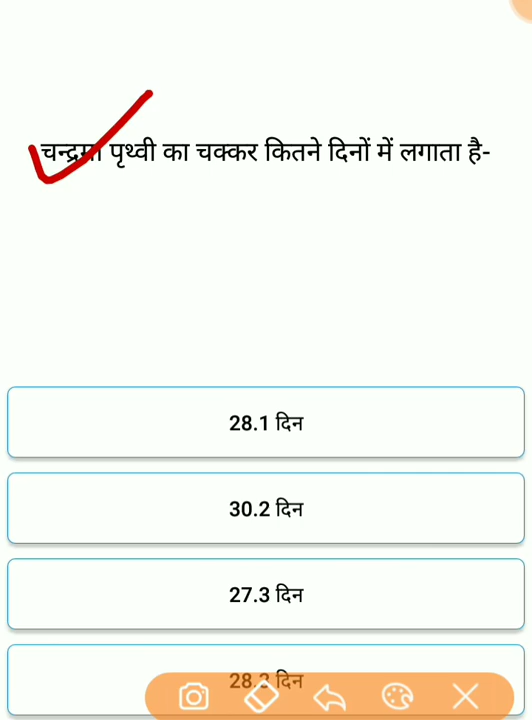 चन्द्रमा पृथ्वी का चक्कर कितने दिनों में लगाता है-
28.1 दिन
30.2 दिन
27.3 दिन
दिन